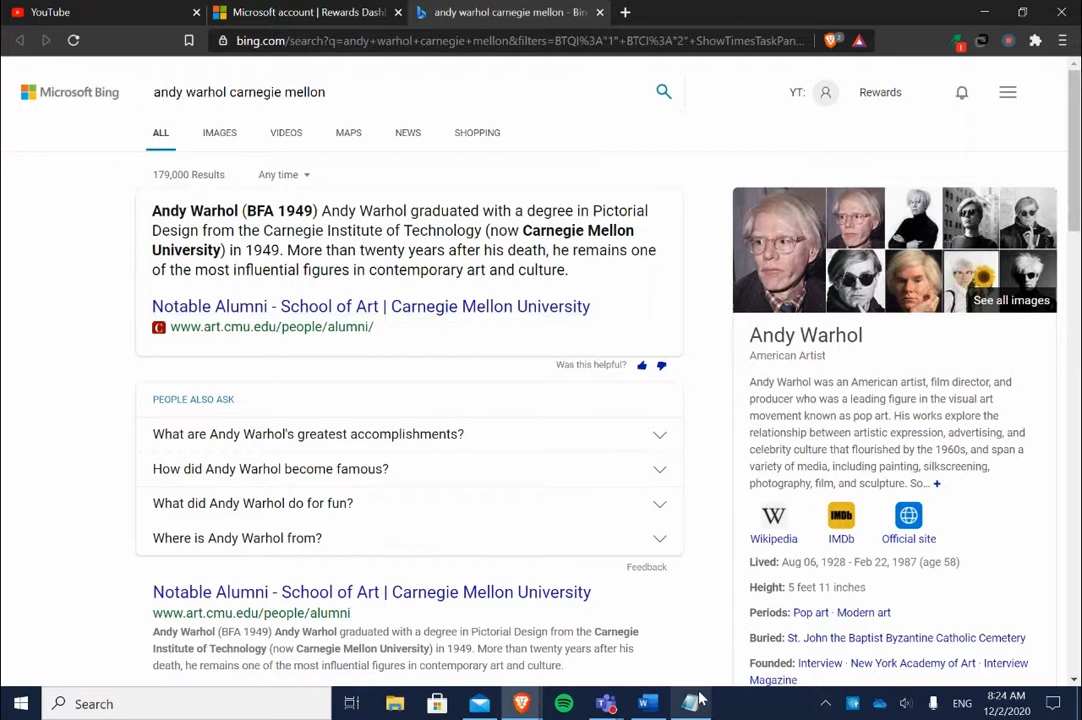 YouTube
Microsoft account | Rewards Dash
andy warhol carnegie mellon - Bin
bing.com/search?q=andy+warhol+carnegie+mellon&filters=BTQI%3A"1"+BTCI%3A"2"+ShowTimesTaskPan...
2
1
Microsoft Bing
andy warhol carnegie mellon
YT:
Rewards
ALL
IMAGES
VIDEOS
MAPS
NEWS
SHOPPING
179,000 Results
Any time
Andy Warhol (BFA 1949) Andy Warhol graduated with a degree in Pictorial
Design from the Carnegie Institute of Technology (now Carnegie Mellon
University) in 1949. More than twenty years after his death, he remains one
of the most influential figures in contemporary art and culture.
Notable Alumni - School of Art | Carnegie Mellon University
C
www.art.cmu.edu/people/alumni/
Was this helpful?
PEOPLE ALSO ASK
What are Andy Warhol's greatest accomplishments?
How did Andy Warhol become famous?
What did Andy Warhol do for fun?
Where is Andy Warhol from?
Feedback
Notable Alumni - School of Art | Carnegie Mellon University
www.art.cmu.edu/people/alumni
Andy Warhol (BFA 1949) Andy Warhol graduated with a degree in Pictorial Design from the Carnegie
Institute of Technology (now Carnegie Mellon University) in 1949. More than twenty years after his
death, he remains one of the most influential figures in contemporary art and culture.
See all images
Andy Warhol
American Artist
Andy Warhol was an American artist, film director, and
producer who was a leading figure in the visual art
movement known as pop art. His works explore the
relationship between artistic expression, advertising, and
celebrity culture that flourished by the 1960s, and span a
variety of media, including painting, silkscreening,
photography, film, and sculpture. So... +
W
IMDb
Wikipedia
IMDb
Official site
Lived: Aug 06, 1928 - Feb 22, 1987 (age 58)
Height: 5 feet 11 inches
Periods: Pop art · Modern art
Buried: St. John the Baptist Byzantine Catholic Cemetery
Founded: Interview · New York Academy of Art · Interview
Magazine
Search
ENG
8:24 AM
12/2/2020